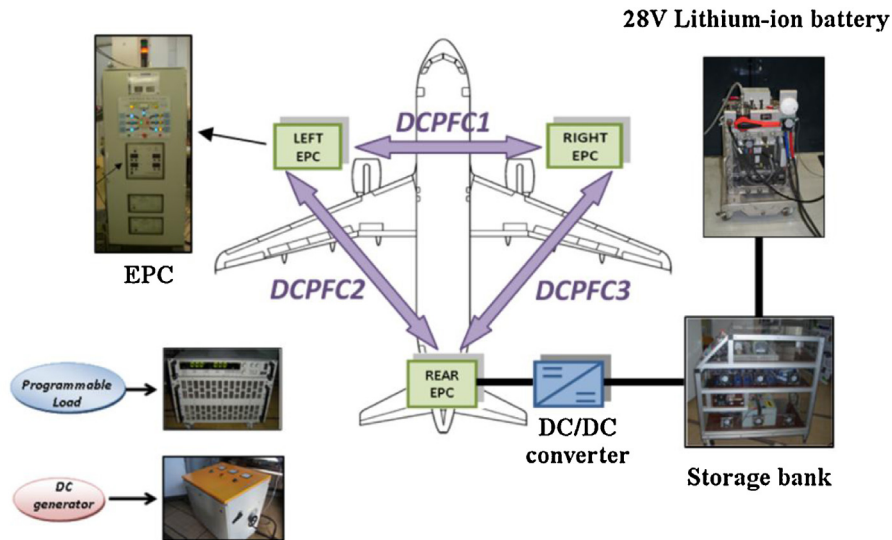 28V Lithium-ion battery
DCPFC1
LEFT
EPC
RIGHT
EPC
EPC
DCPFC2
DCPFC3
REAR
EPC
Programmable
Load
DC/DC
converter
Storage bank
DC
generator